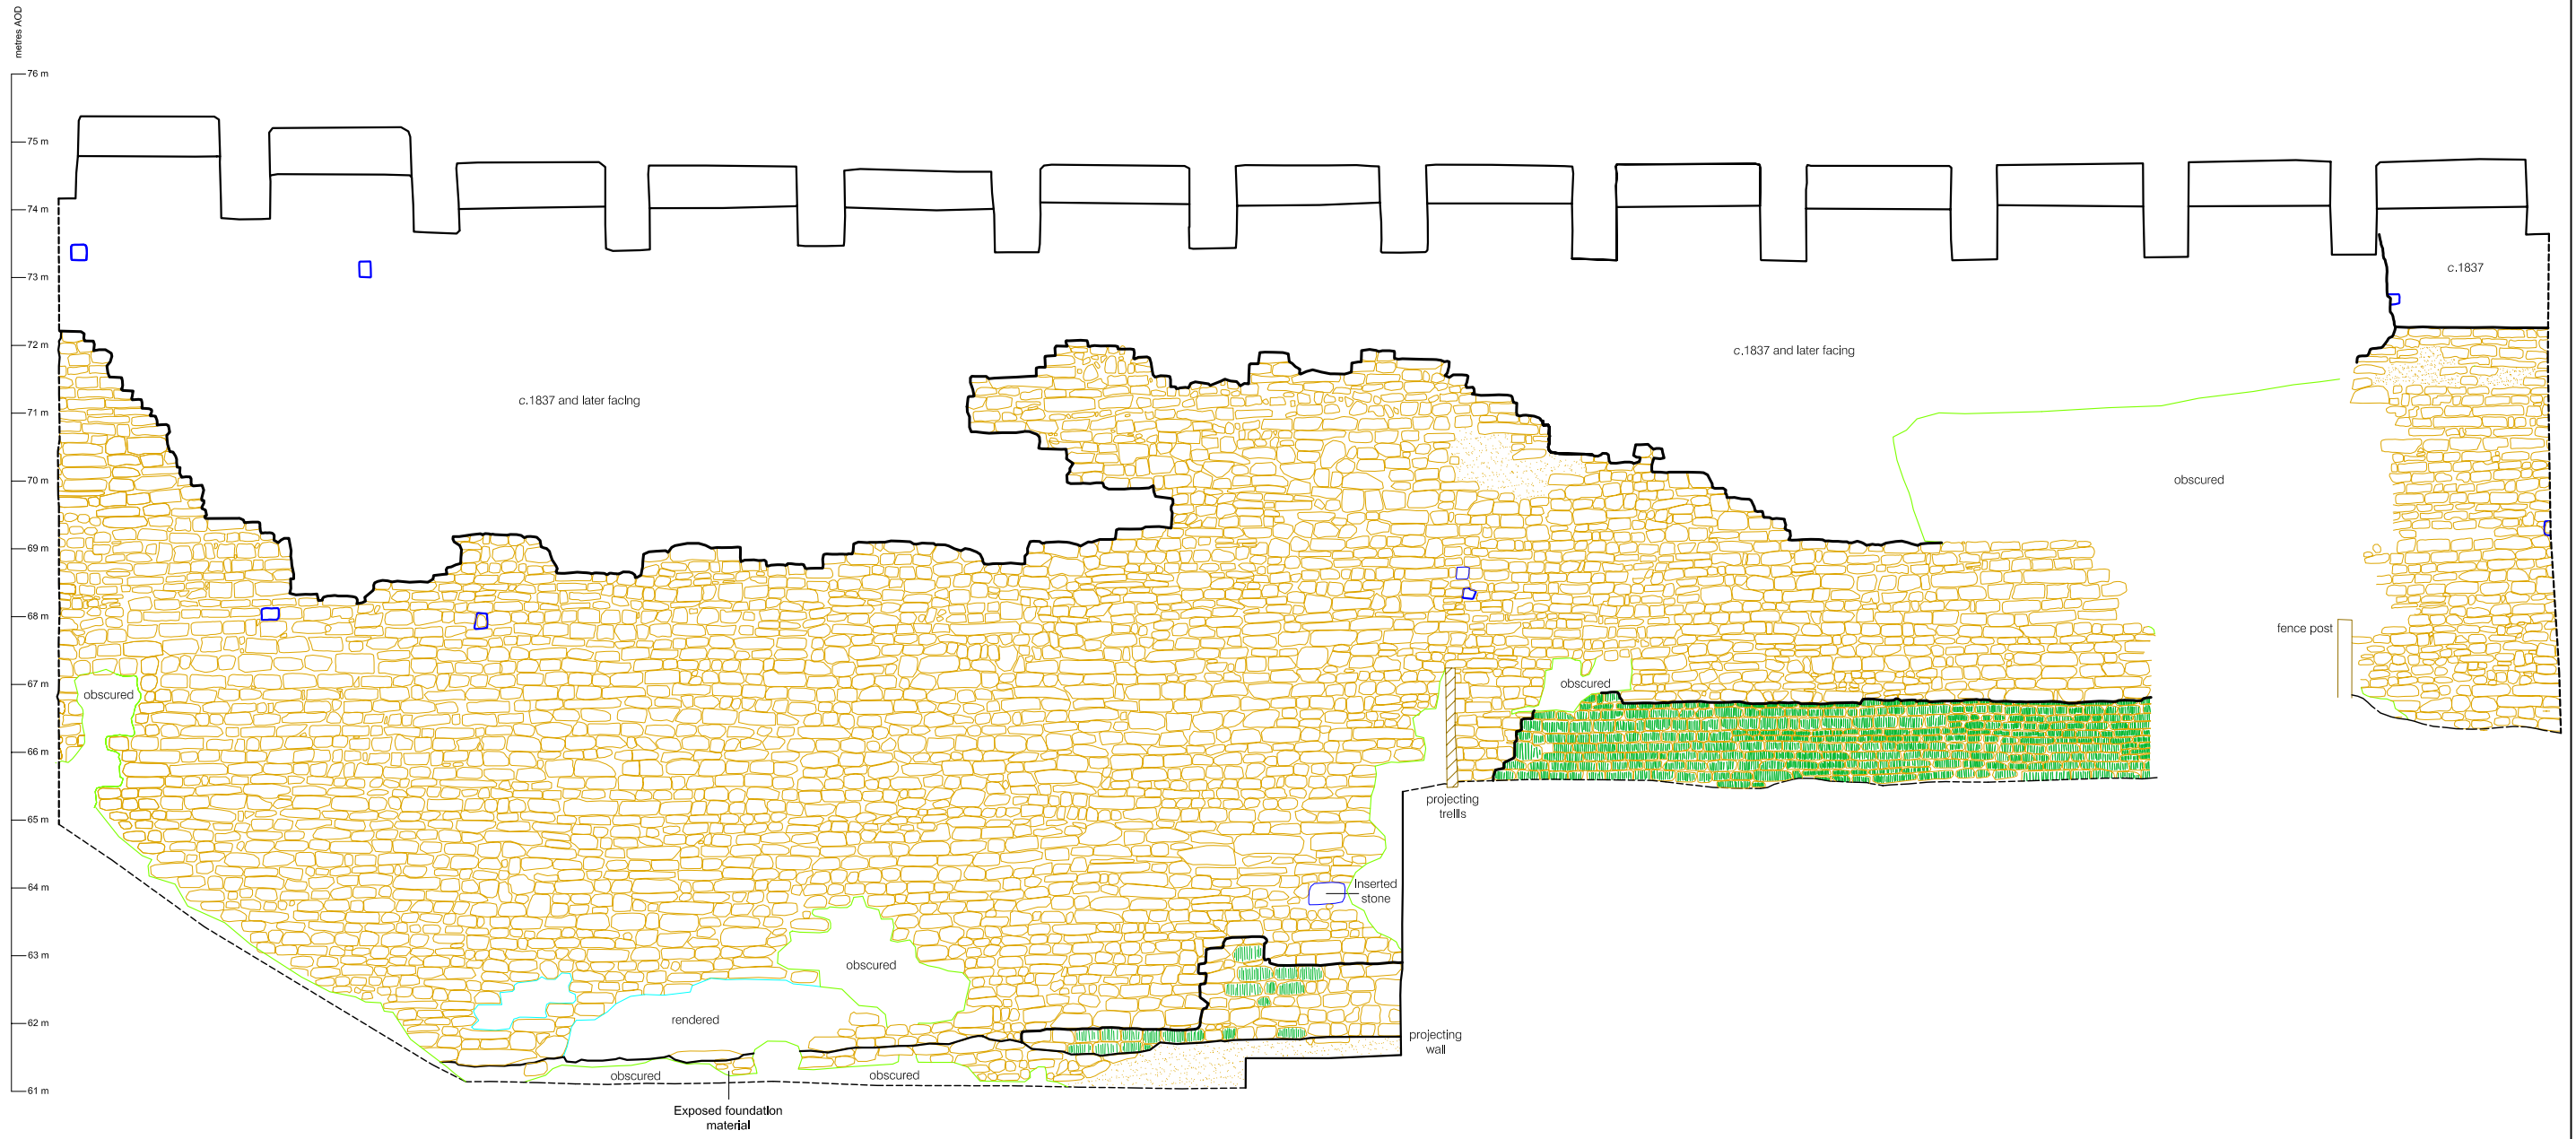 metres AOD
76 m
75 m
74 m
73 m
72 m
71 m
70 m
69 m
68 m
67 m
66 m
65 m
64 m
63 m
62 m
61 m
c.1837
c.1837 and later facing
c.1837 and later facing
obscured
fence post
obscured
obscured
projecting
trellis
Inserted
stone
obscured
rendered
projecting
wall
obscured
obscured
Exposed foundation
material